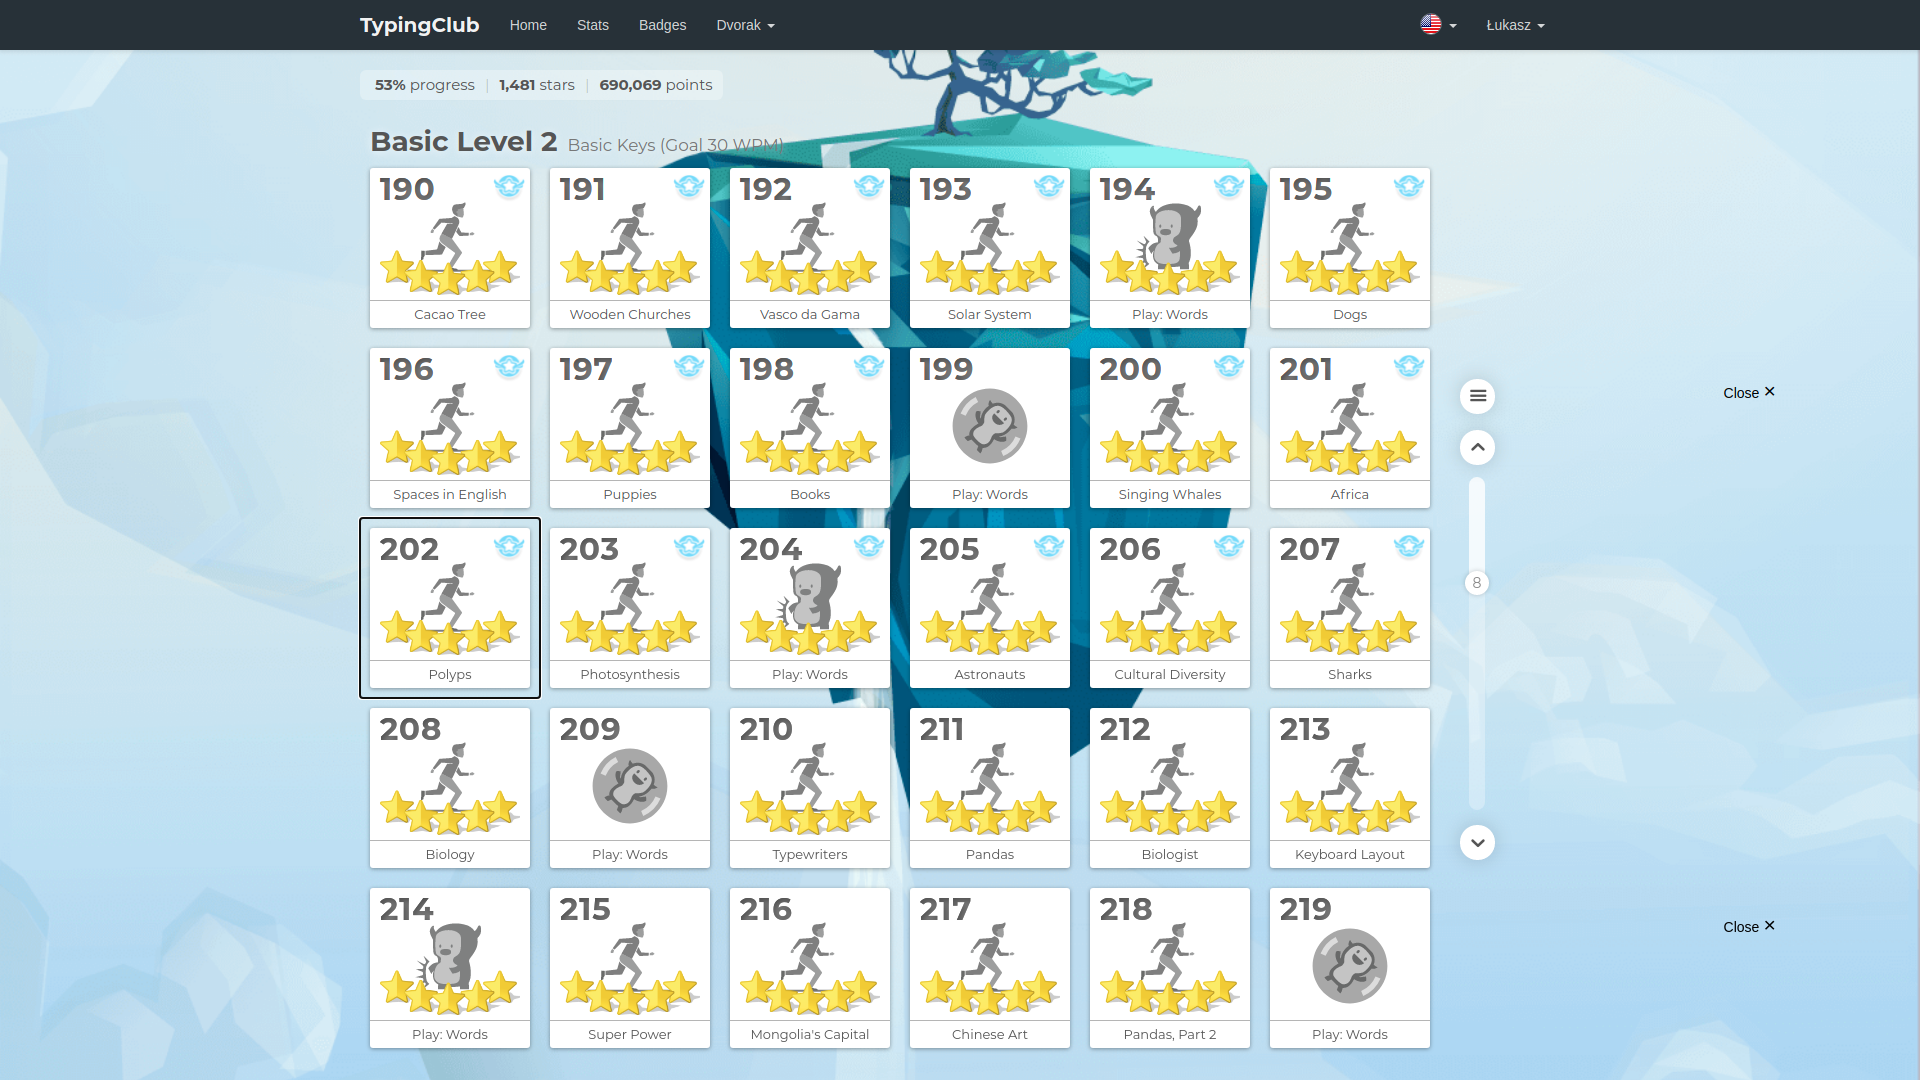 TypingClub Home Stats Badges Dvorak Łukasz
53% progress | 1,481 stars | 690,069 points
Basic Level 2 Basic Keys (Goal 30 WPM)
190 191 192 193 194 195
Cacao Tree Wooden Churches Vasco da Gama Solar System Play: Words Dogs
196 197 198 199 200 201
Close ✕
Spaces in English Puppies Books Play: Words Singing Whales Africa
202 203 204 205 206 207
8
Polyps Photosynthesis Play: Words Astronauts Cultural Diversity Sharks
208 209 210 211 212 213
Biology Play: Words Typewriters Pandas Biologist Keyboard Layout
214 215 216 217 218 219
Close ✕
Play: Words Super Power Mongolia's Capital Chinese Art Pandas, Part 2 Play: Words